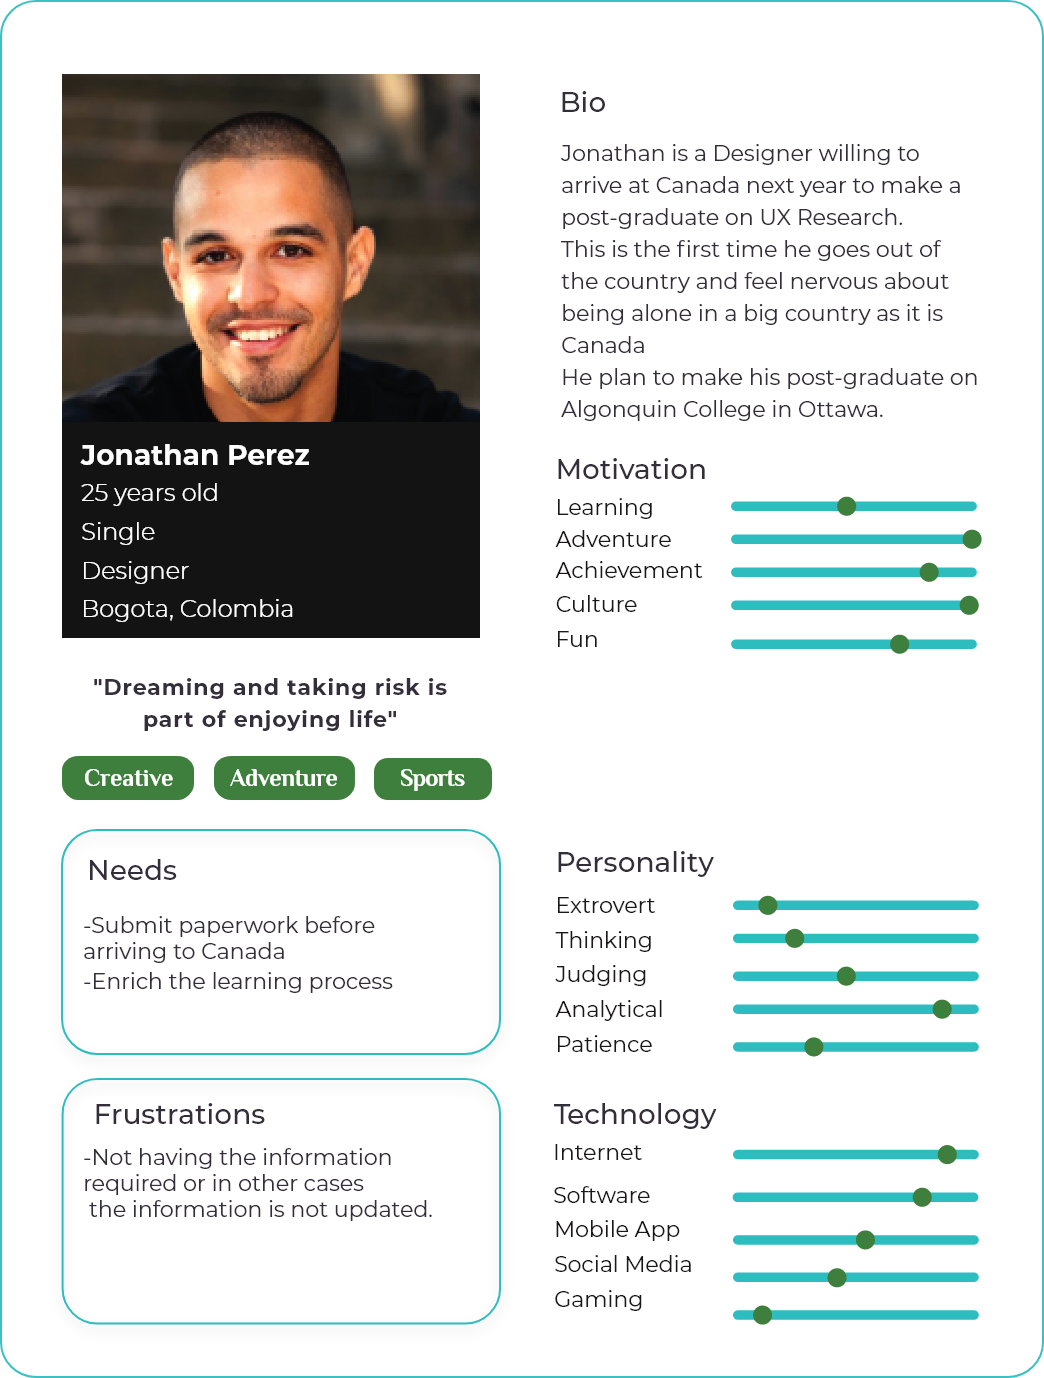 Jonathan Perez
25 years old
Single
Designer
Bogota, Colombia
"Dreaming and taking risk is
part of enjoying life"
Creative
Adventure
Sports
Needs
-Submit paperwork before
arriving to Canada
-Enrich the learning process
Frustrations
-Not having the information
required or in other cases
the information is not updated.
Bio
Jonathan is a Designer willing to
arrive at Canada next year to make a
post-graduate on UX Research.
This is the first time he goes out of
the country and feel nervous about
being alone in a big country as it is
Canada
He plan to make his post-graduate on
Algonquin College in Ottawa.
Motivation
Learning
Adventure
Achievement
Culture
Fun
Personality
Extrovert
Thinking
Judging
Analytical
Patience
Technology
Internet
Software
Mobile App
Social Media
Gaming